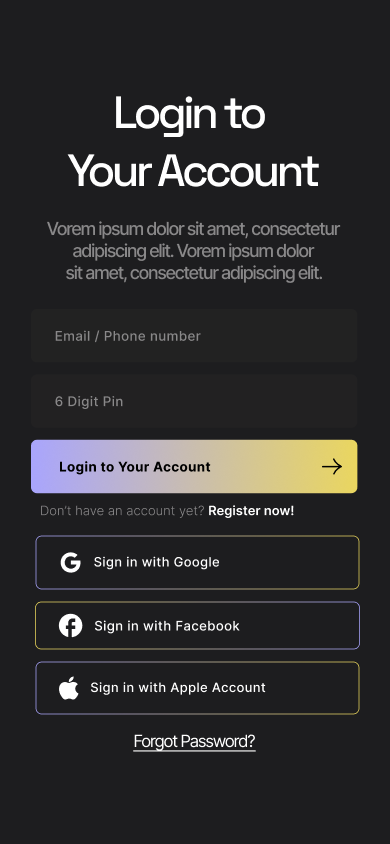 Login to
Your Account
Vorem ipsum dolor sit amet, consectetur
adipiscing elit. Vorem ipsum dolor
sit amet, consectetur adipiscing elit.
Email / Phone number
6 Digit Pin
Login to Your Account
Don't have an account yet? Register now!
Sign in with Google
Sign in with Facebook
Sign in with Apple Account
Forgot Password?